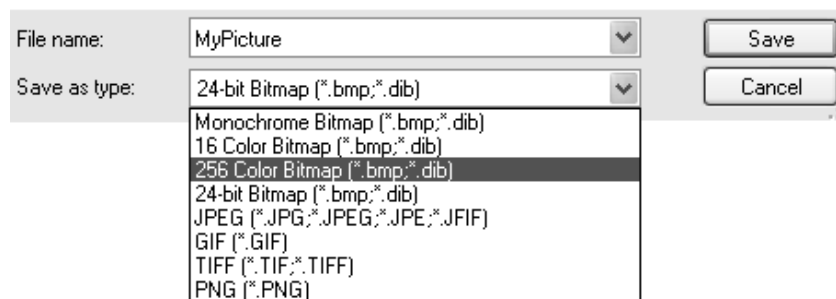 File name: MyPicture Save
Save as type: 24-bit Bitmap (*.bmp;*.dib) Cancel
Monochrome Bitmap (*.bmp;*.dib)
16 Color Bitmap (*.bmp;*.dib)
256 Color Bitmap (*.bmp;*.dib)
24-bit Bitmap (*.bmp;*.dib)
JPEG (*.JPG;*.JPEG;*.JPE;*.JFIF)
GIF (*.GIF)
TIFF (*.TIF;*.TIFF)
PNG (*.PNG)